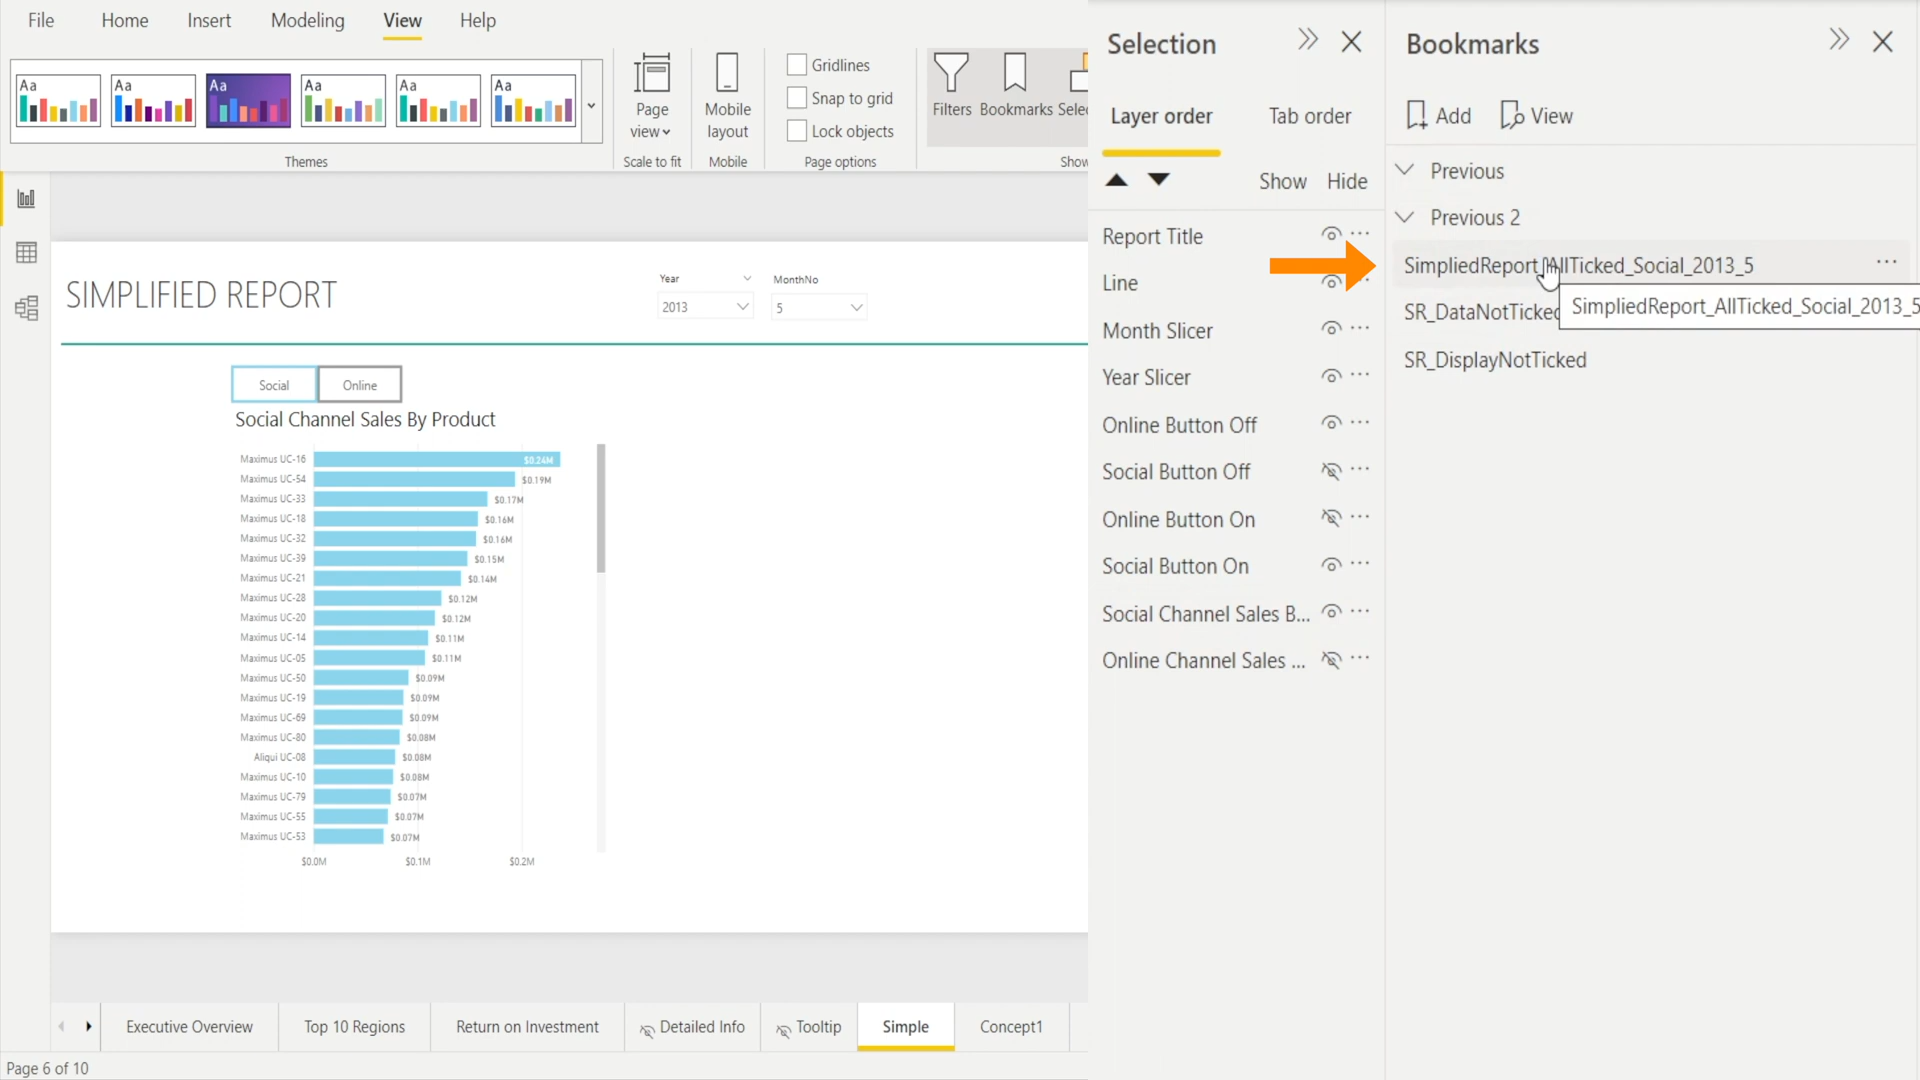 File Home Insert Modeling View Help
Aa Aa Aa Aa Aa Aa
Themes
Page view
Scale to fit
Mobile layout
Mobile
Gridlines
Snap to grid
Lock objects
Page options
Filters Bookmarks Selec
Show
SIMPLIFIED REPORT
Year
2013
MonthNo
5
Social Online
Social Channel Sales By Product
Maximus UC-16 $0.24M
Maximus UC-54 $0.19M
Maximus UC-33 $0.17M
Maximus UC-18 $0.16M
Maximus UC-32 $0.16M
Maximus UC-39 $0.15M
Maximus UC-21 $0.14M
Maximus UC-28 $0.12M
Maximus UC-20 $0.12M
Maximus UC-14 $0.11M
Maximus UC-05 $0.11M
Maximus UC-50 $0.09M
Maximus UC-19 $0.09M
Maximus UC-69 $0.09M
Maximus UC-80 $0.08M
Aliqui UC-08 $0.08M
Maximus UC-10 $0.08M
Maximus UC-79 $0.07M
Maximus UC-55 $0.07M
Maximus UC-53 $0.07M
$0.0M $0.1M $0.2M
Executive Overview Top 10 Regions Return on Investment Detailed Info Tooltip Simple Concept1
Page 6 of 10
Selection
Layer order Tab order
Show Hide
Report Title
Line
Month Slicer
Year Slicer
Online Button Off
Social Button Off
Online Button On
Social Button On
Social Channel Sales B...
Online Channel Sales ...
Bookmarks
Add View
Previous
Previous 2
SimpliedReport_AllTicked_Social_2013_5
SR_DataNotTicked
SimpliedReport_AllTicked_Social_2013_5
SR_DisplayNotTicked